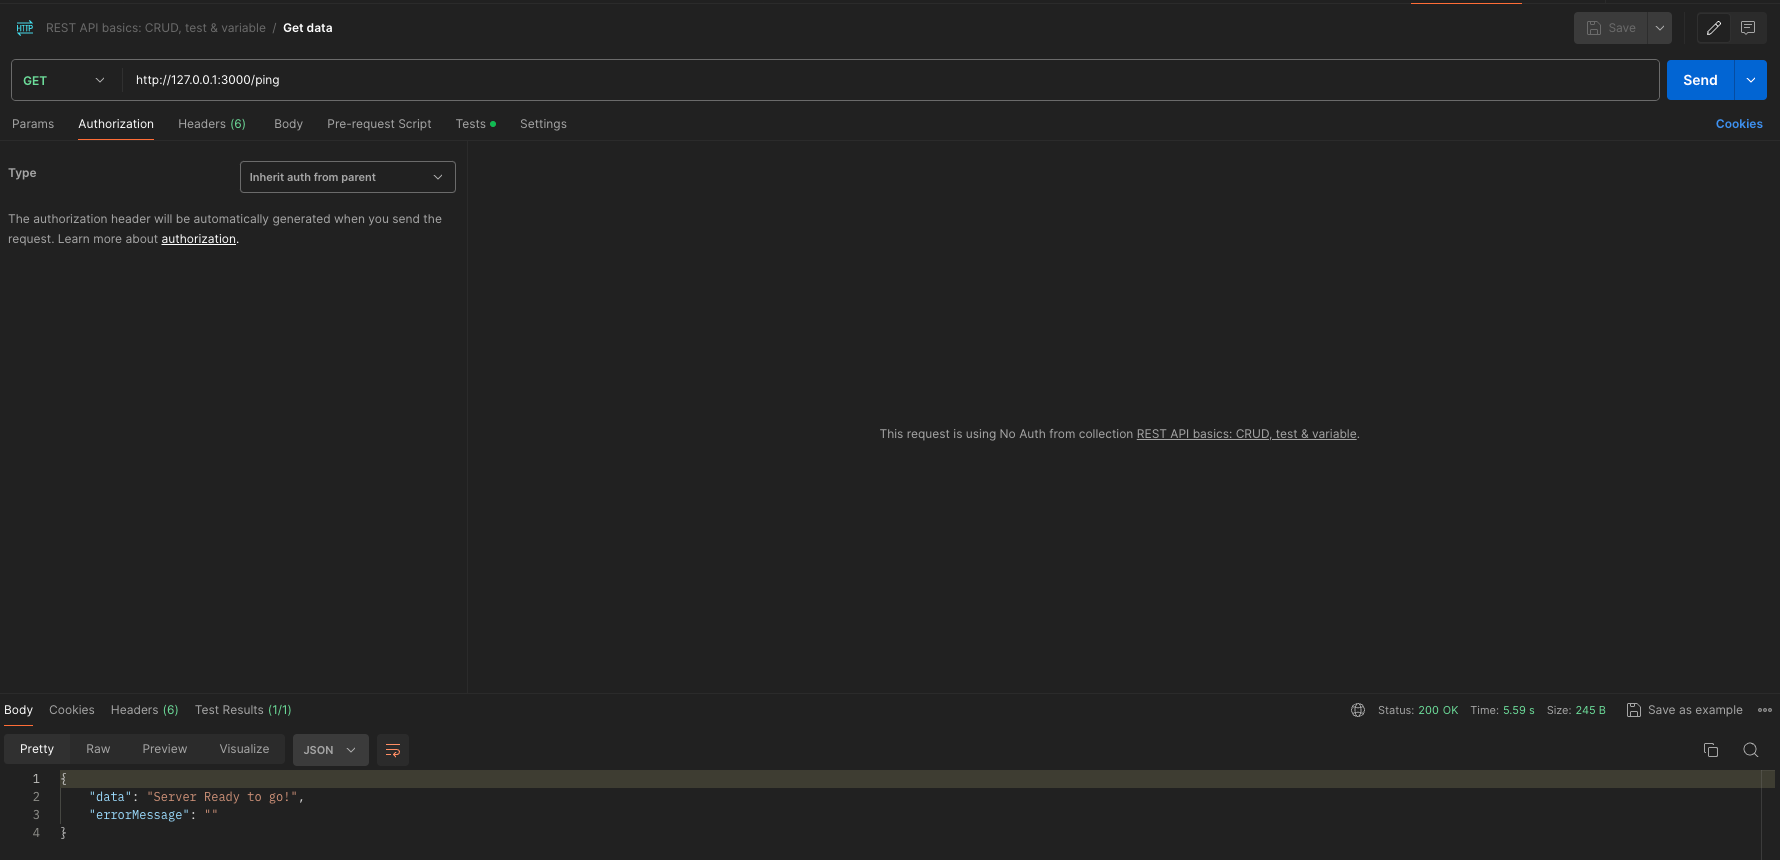 HTTP REST API basics: CRUD, test & variable / Get data
Save
GET http://127.0.0.1:3000/ping
Send
Params Authorization Headers (6) Body Pre-request Script Tests Settings
Cookies
Type
Inherit auth from parent
The authorization header will be automatically generated when you send the
request. Learn more about authorization.
This request is using No Auth from collection REST API basics: CRUD, test & variable.
Body Cookies Headers (6) Test Results (1/1)
Status: 200 OK Time: 5.59 s Size: 245 B Save as example
Pretty Raw Preview Visualize JSON
1 {
2 "data": "Server Ready to go!",
3 "errorMessage": ""
4 }